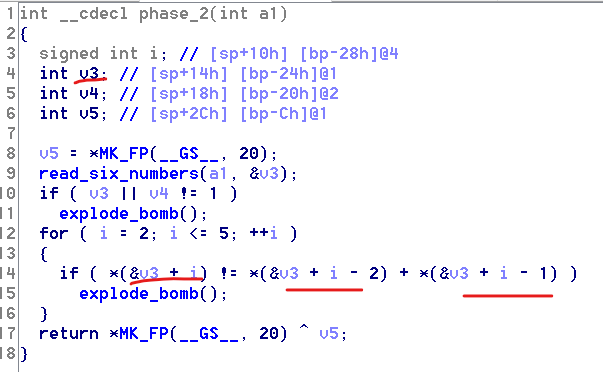 1 int __cdecl phase_2(int a1)
2 {
3   signed int i; // [sp+10h] [bp-28h]@4
4   int v3; // [sp+14h] [bp-24h]@1
5   int v4; // [sp+18h] [bp-20h]@2
6   int v5; // [sp+2Ch] [bp-Ch]@1
7
8   v5 = *MK_FP(__GS__, 20);
9   read_six_numbers(a1, &v3);
10   if ( v3 || v4 != 1 )
11     explode_bomb();
12   for ( i = 2; i <= 5; ++i )
13   {
14     if ( *(&v3 + i) != *(&v3 + i - 2) + *(&v3 + i - 1) )
15       explode_bomb();
16   }
17   return *MK_FP(__GS__, 20) ^ v5;
18 }